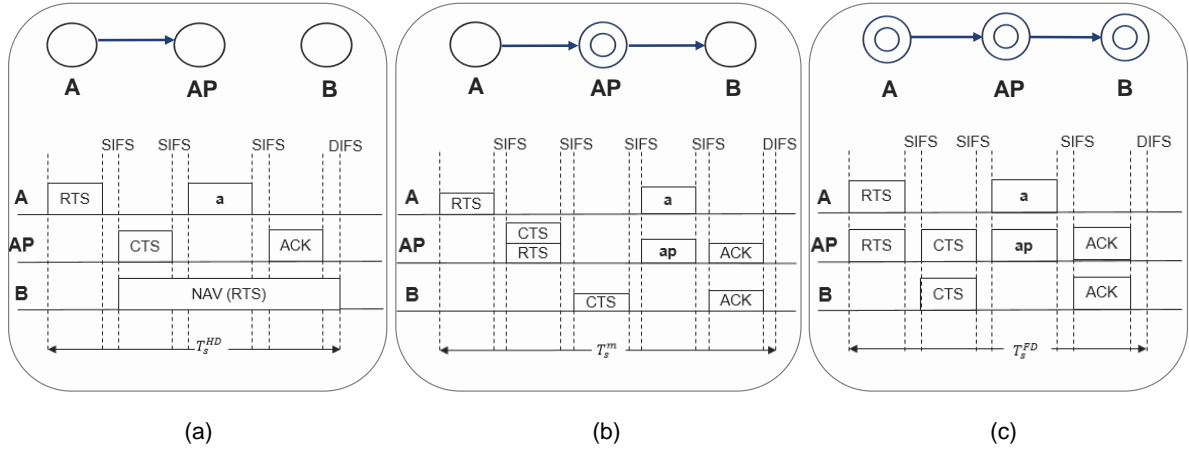 A AP B
SIFS SIFS SIFS DIFS
A RTS a
AP CTS ACK
B NAV (RTS)
T_s^{HD}
(a)
A AP B
SIFS SIFS SIFS SIFS DIFS
A RTS a
CTS
AP RTS ap ACK
B CTS ACK
T_s^{m}
(b)
A AP B
SIFS SIFS SIFS DIFS
A RTS a
AP RTS CTS ap ACK
B CTS ACK
T_s^{FD}
(c)